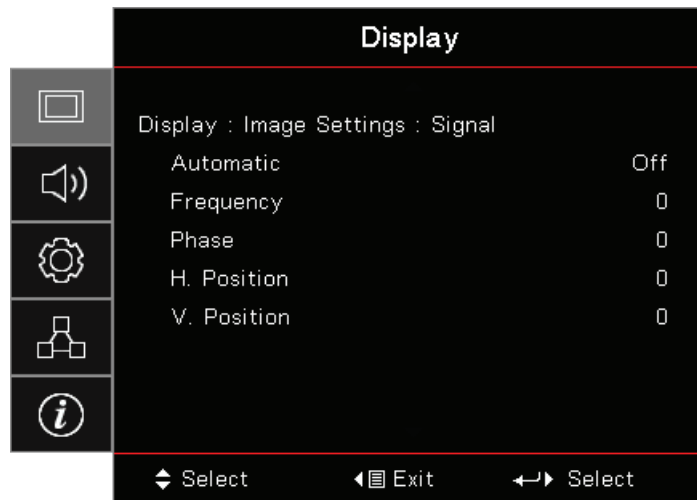 Display
Display : Image Settings : Signal
Automatic Off
Frequency 0
Phase 0
H. Position 0
V. Position 0
Select Exit Select